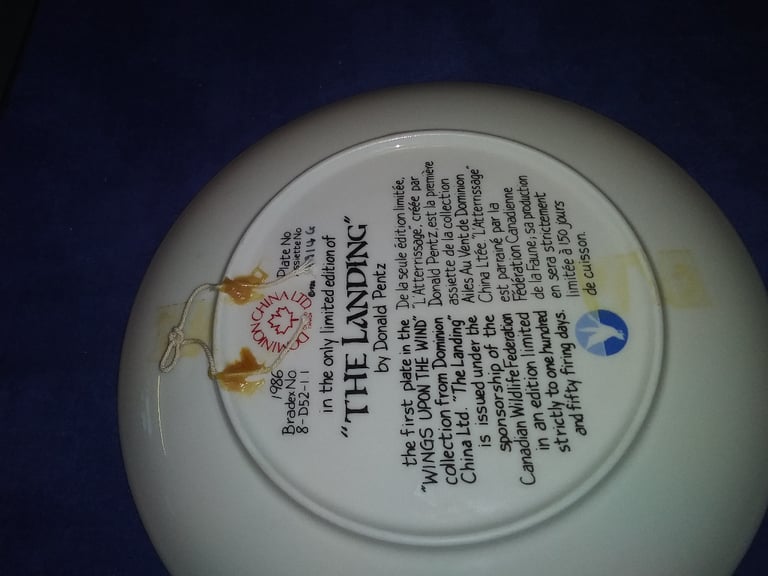 1986
Bradex No.
8-D52-1.1
DOMINION CHINA LTD.
Plate No
Assiette No
in the only limited edition of
"THE LANDING"
by Donald Pentz
the first plate in the
"WINGS UPON THE WIND"
collection from Dominion
China Ltd. "The Landing"
is issued under the
sponsorship of the
Canadian Wildlife Federation
in an edition limited
strictly to one hundred
and fifty firing days.
De la seule édition limitée,
"L'Atterrissage", créée par
Donald Pentz, est la première
assiette de la collection
Ailes Au Vent de Dominion
China Ltée. "L'Atterrissage"
est parrainé par la
Fédération Canadienne
de la Faune; sa production
en sera strictement
limitée à 150 jours
de cuisson.